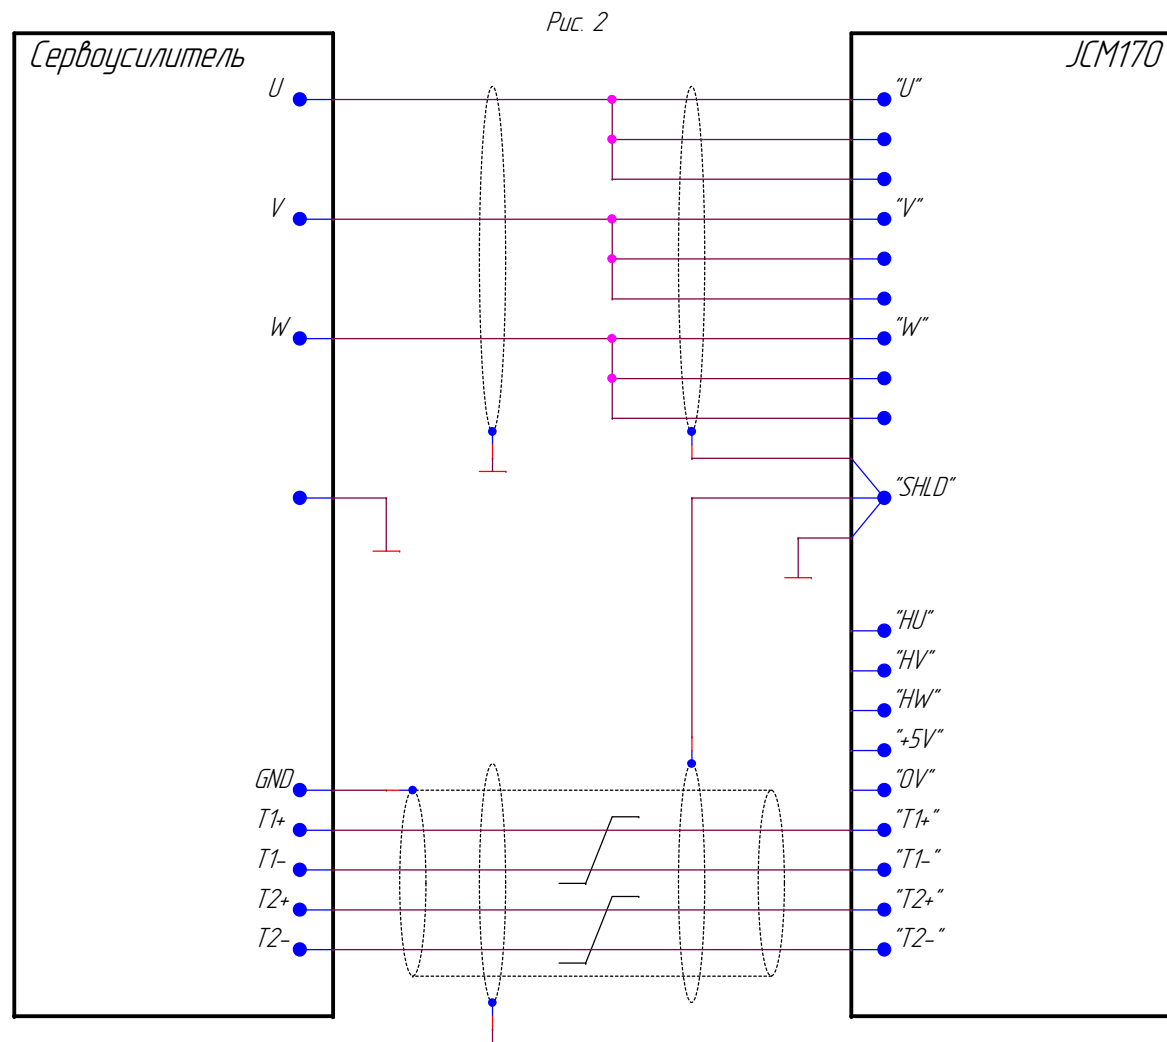 Рис. 2
Сервоусилитель
JCM170
U
"U"
V
"V"
W
"W"
"SHLD"
"HU"
"HV"
"HW"
"+5V"
GND
"0V"
T1+
"T1+"
T1-
"T1-"
T2+
"T2+"
T2-
"T2-"